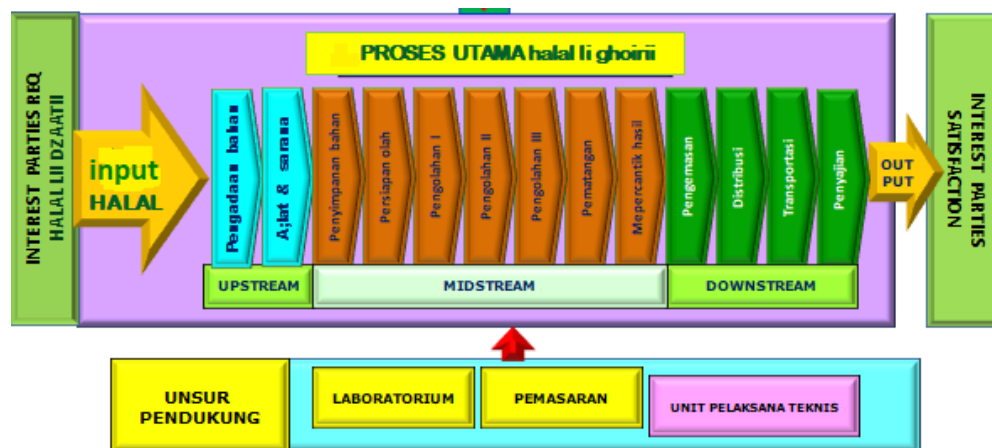 PROSES UTAMA halal li ghoirii
INTEREST PARTIES REQ
HALAL LII DZAATII
input
HALAL
Pengadaan bahan
A;lat & sarana
Penyimpanan bahan
Persiapan olah
Pengolahan I
Pengolahan II
Pengolahan III
Pematangan
Mepercantik hasil
Pengemasan
Distribusi
Transportasi
Penyajian
OUT
PUT
INTEREST PARTIES
SATISFACTION
UPSTREAM
MIDSTREAM
DOWNSTREAM
UNSUR
PENDUKUNG
LABORATORIUM
PEMASARAN
UNIT PELAKSANA TEKNIS